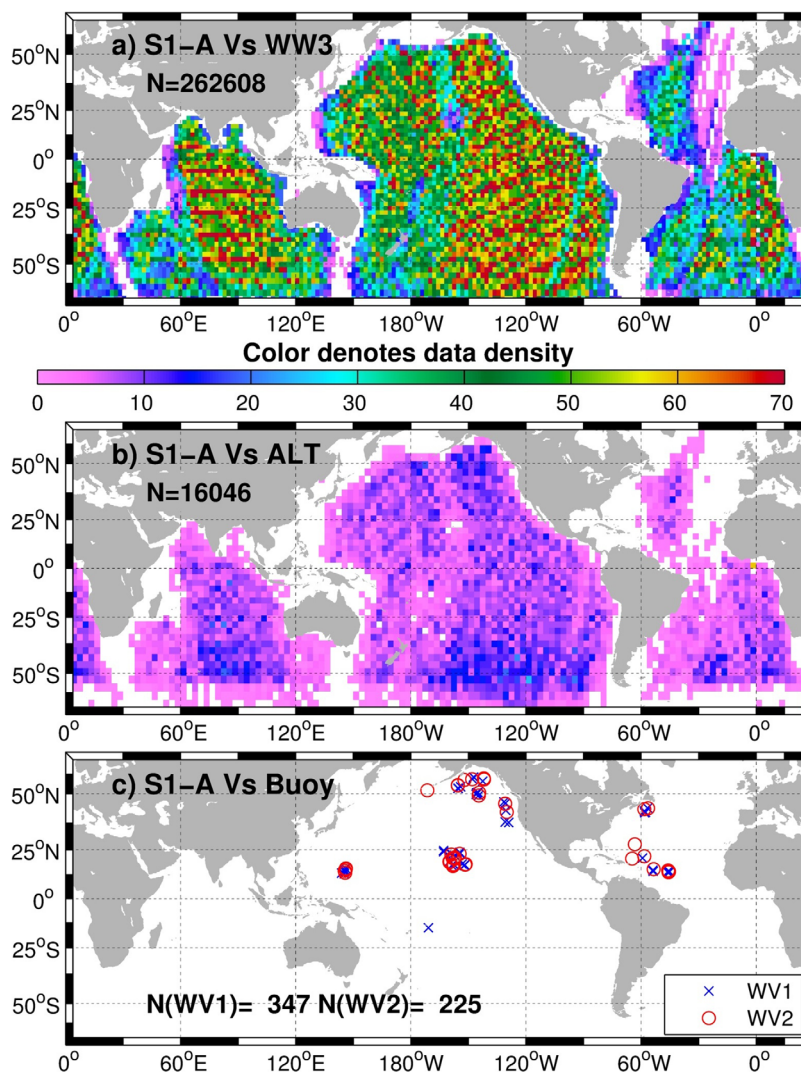 a) S1-A Vs WW3
N=262608
50°N
25°N
0°
25°S
50°S
0° 60°E 120°E 180°W 120°W 60°W 0°
Color denotes data density
0 10 20 30 40 50 60 70
b) S1-A Vs ALT
N=16046
50°N
25°N
0°
25°S
50°S
0° 60°E 120°E 180°W 120°W 60°W 0°
c) S1-A Vs Buoy
50°N
25°N
0°
25°S
50°S
N(WV1)= 347 N(WV2)= 225
WV1
WV2
0° 60°E 120°E 180°W 120°W 60°W 0°